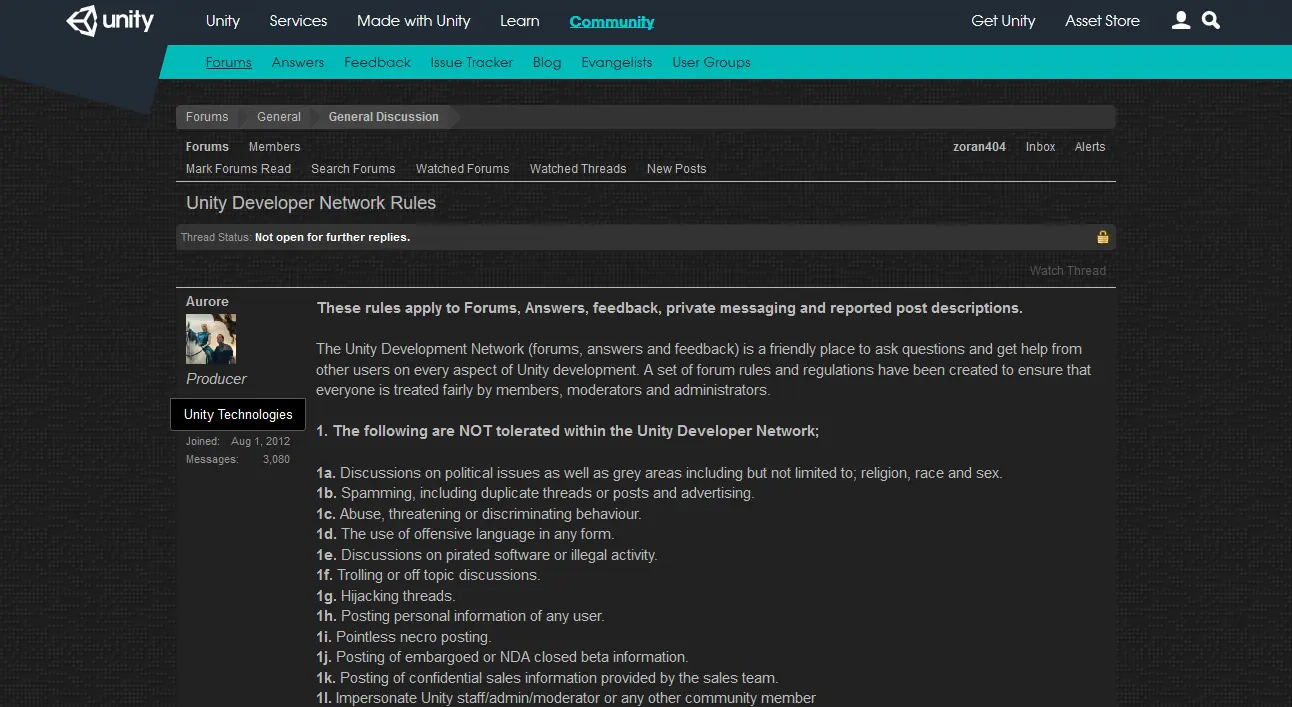 unity Unity Services Made with Unity Learn Community Get Unity Asset Store
Forums Answers Feedback Issue Tracker Blog Evangelists User Groups
Forums General General Discussion
Forums Members zoran404 Inbox Alerts
Mark Forums Read Search Forums Watched Forums Watched Threads New Posts
Unity Developer Network Rules
Thread Status: Not open for further replies.
Watch Thread
Aurore
Producer
Unity Technologies
Joined: Aug 1, 2012
Messages: 3,080
These rules apply to Forums, Answers, feedback, private messaging and reported post descriptions.
The Unity Development Network (forums, answers and feedback) is a friendly place to ask questions and get help from
other users on every aspect of Unity development. A set of forum rules and regulations have been created to ensure that
everyone is treated fairly by members, moderators and administrators.
1. The following are NOT tolerated within the Unity Developer Network;
1a. Discussions on political issues as well as grey areas including but not limited to; religion, race and sex.
1b. Spamming, including duplicate threads or posts and advertising.
1c. Abuse, threatening or discriminating behaviour.
1d. The use of offensive language in any form.
1e. Discussions on pirated software or illegal activity.
1f. Trolling or off topic discussions.
1g. Hijacking threads.
1h. Posting personal information of any user.
1i. Pointless necro posting.
1j. Posting of embargoed or NDA closed beta information.
1k. Posting of confidential sales information provided by the sales team.
1l. Impersonate Unity staff/admin/moderator or any other community member